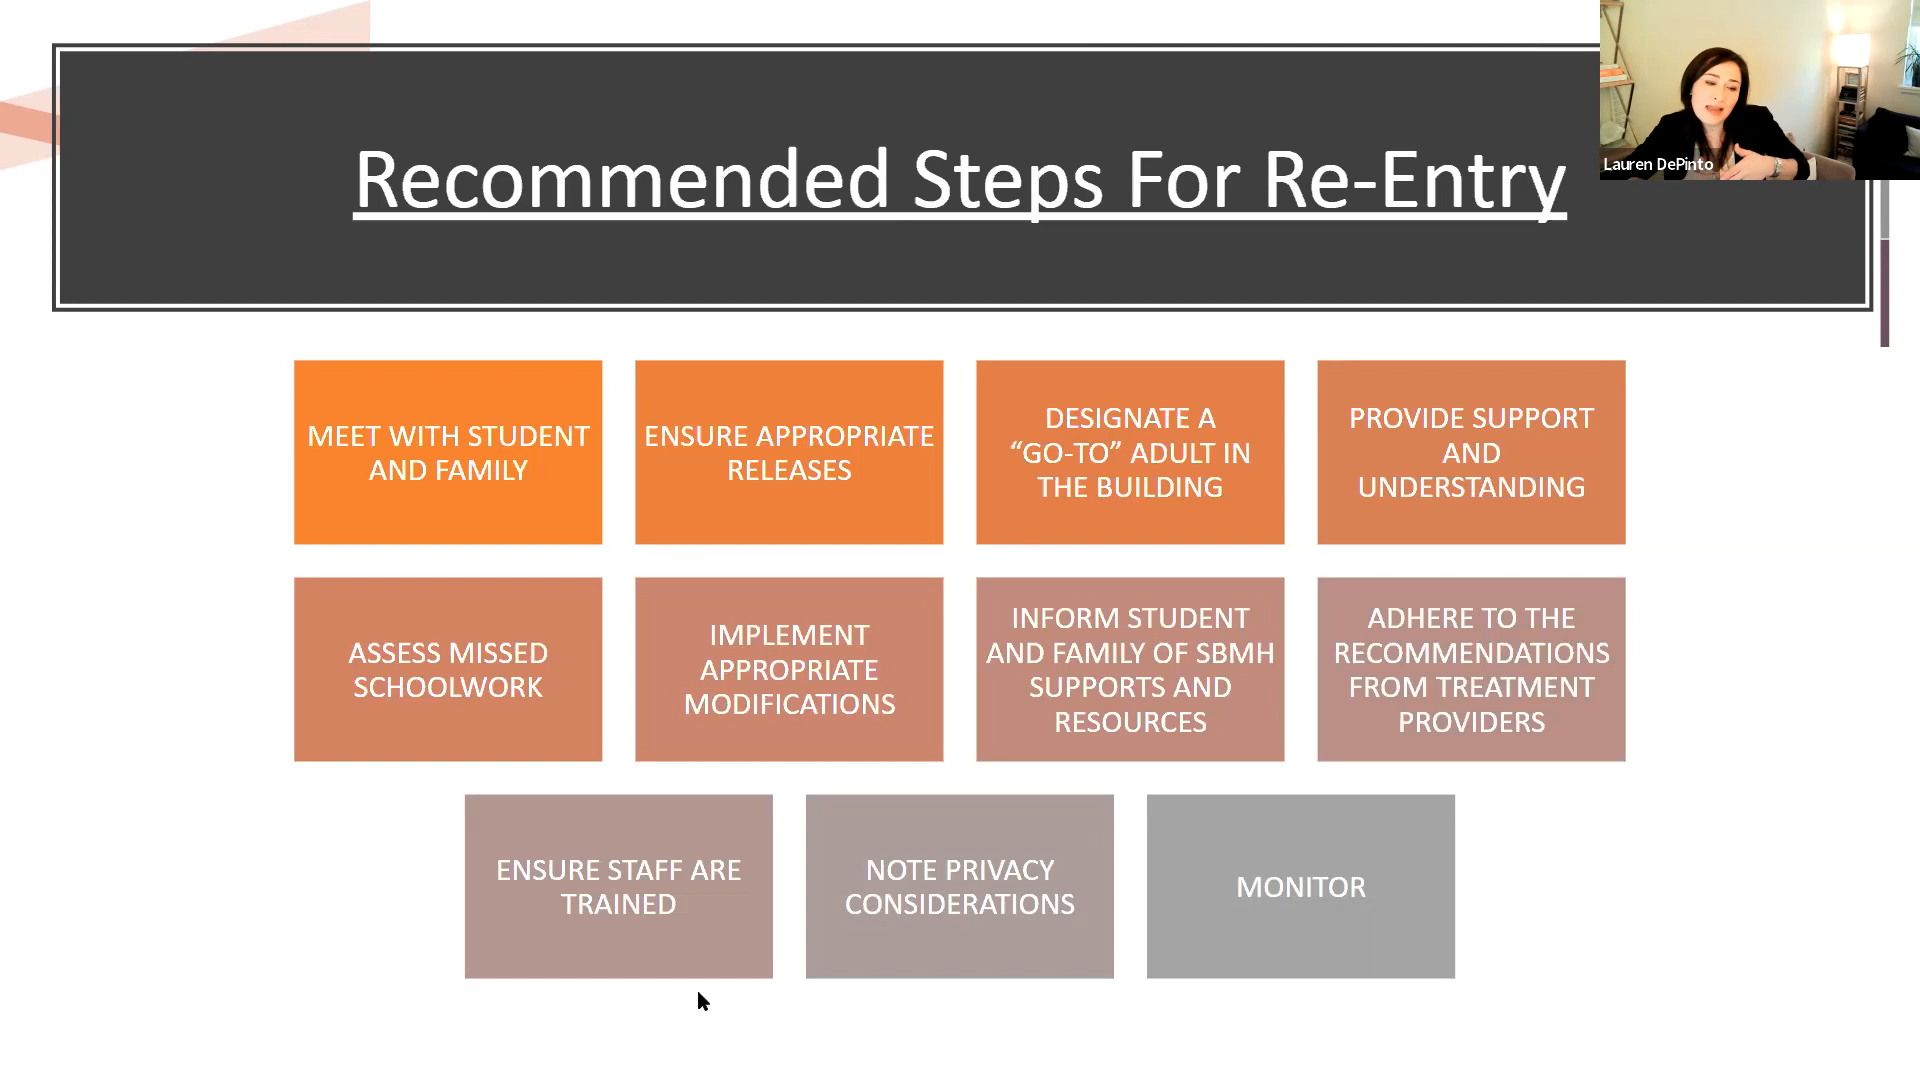 Recommended Steps For Re-Entry
Lauren DePinto
MEET WITH STUDENT
AND FAMILY
ENSURE APPROPRIATE
RELEASES
DESIGNATE A
“GO-TO” ADULT IN
THE BUILDING
PROVIDE SUPPORT
AND
UNDERSTANDING
ASSESS MISSED
SCHOOLWORK
IMPLEMENT
APPROPRIATE
MODIFICATIONS
INFORM STUDENT
AND FAMILY OF SBMH
SUPPORTS AND
RESOURCES
ADHERE TO THE
RECOMMENDATIONS
FROM TREATMENT
PROVIDERS
ENSURE STAFF ARE
TRAINED
NOTE PRIVACY
CONSIDERATIONS
MONITOR